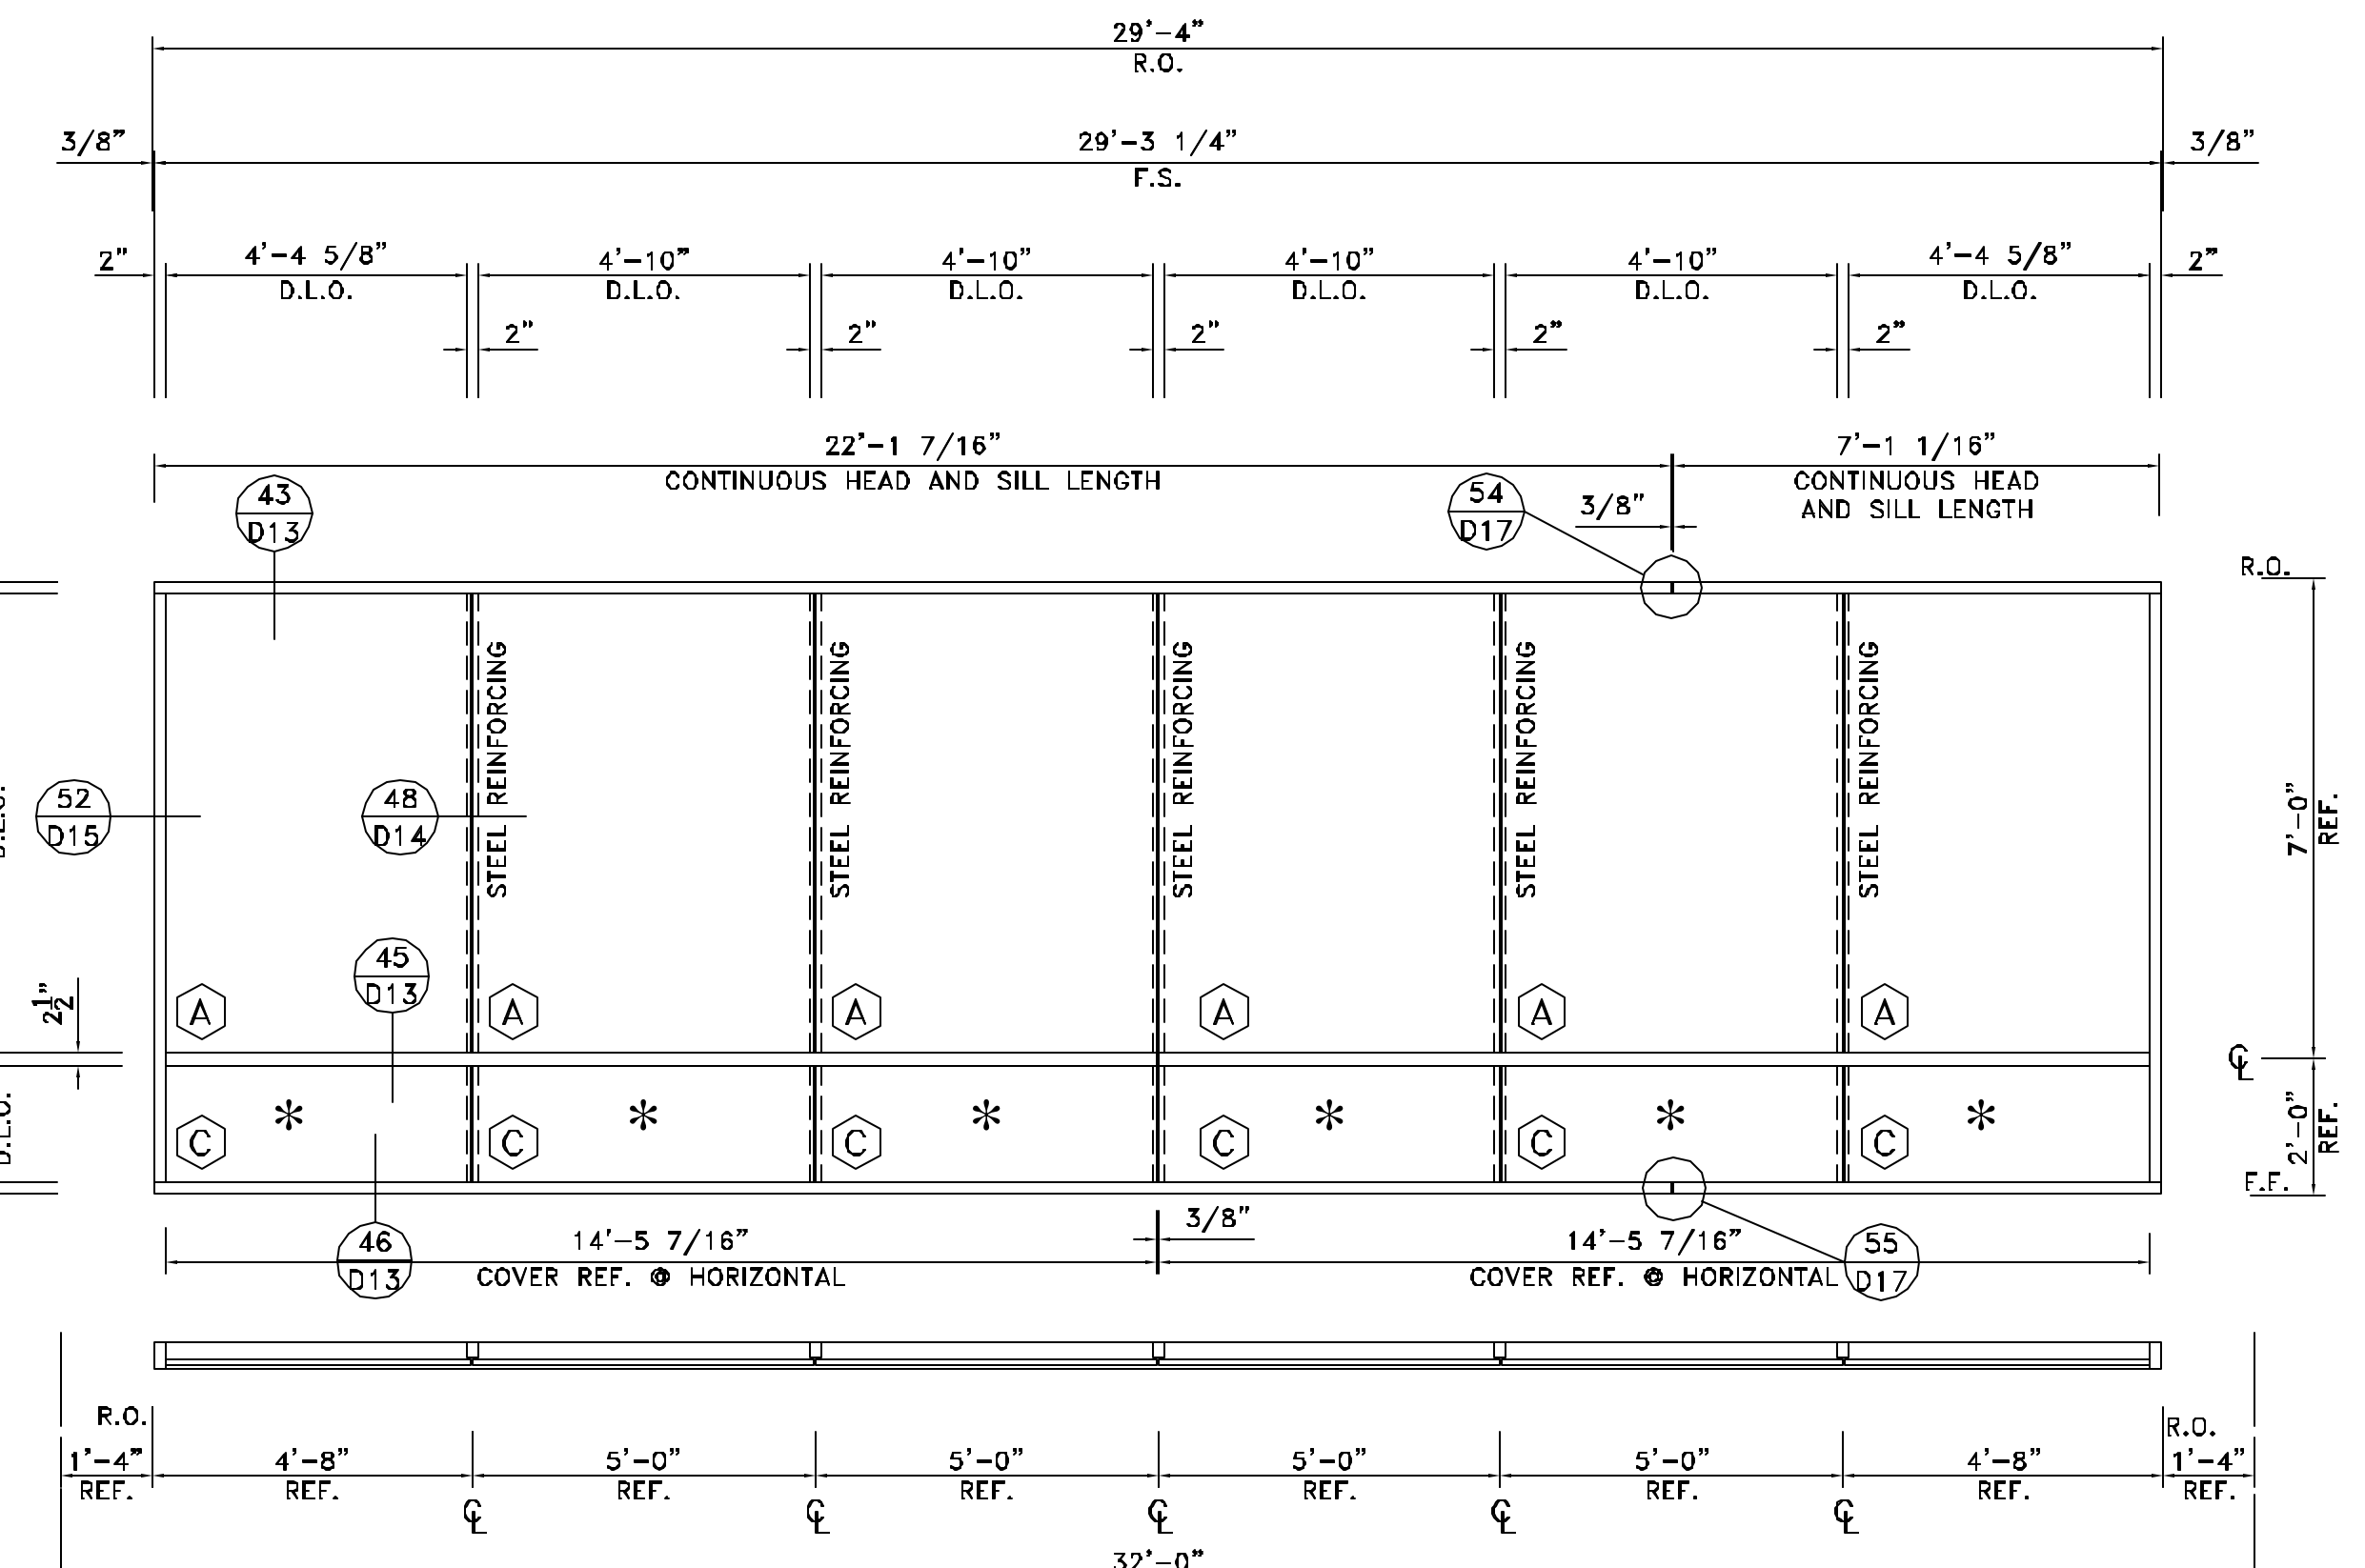 29'-4"
R.O.
3/8" 29'-3 1/4" 3/8"
F.S.
2" 4'-4 5/8" 4'-10" 4'-10" 4'-10" 4'-10" 4'-4 5/8" 2"
D.L.O. D.L.O. D.L.O. D.L.O. D.L.O. D.L.O.
2" 2" 2" 2" 2"
22'-1 7/16" 7'-1 1/16"
CONTINUOUS HEAD AND SILL LENGTH CONTINUOUS HEAD
AND SILL LENGTH
43
D13
54
D17
3/8"
R.O.
STEEL REINFORCING
STEEL REINFORCING
STEEL REINFORCING
STEEL REINFORCING
STEEL REINFORCING
D.L.O.
52
D15
48
D14
7'-0"
REF.
45
D13
2 1/2"
A A A A A A
℄
* * * * * *
C C C C C C
D.L.O.
2'-0"
REF.
F.F.
3/8"
46
D13
14'-5 7/16" 14'-5 7/16"
COVER REF. @ HORIZONTAL COVER REF. @ HORIZONTAL
55
D17
R.O. R.O.
1'-4" 4'-8" 5'-0" 5'-0" 5'-0" 5'-0" 4'-8" 1'-4"
REF. REF. REF. REF. REF. REF. REF. REF.
℄ ℄ ℄ ℄ ℄
32'-0"